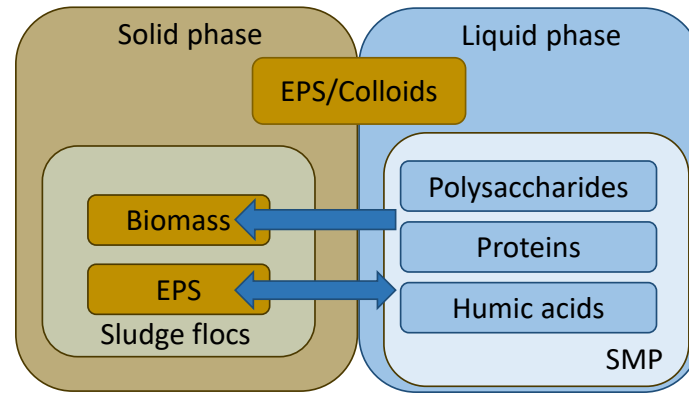 Solid phase
Liquid phase
EPS/Colloids
Biomass
EPS
Sludge flocs
Polysaccharides
Proteins
Humic acids
SMP